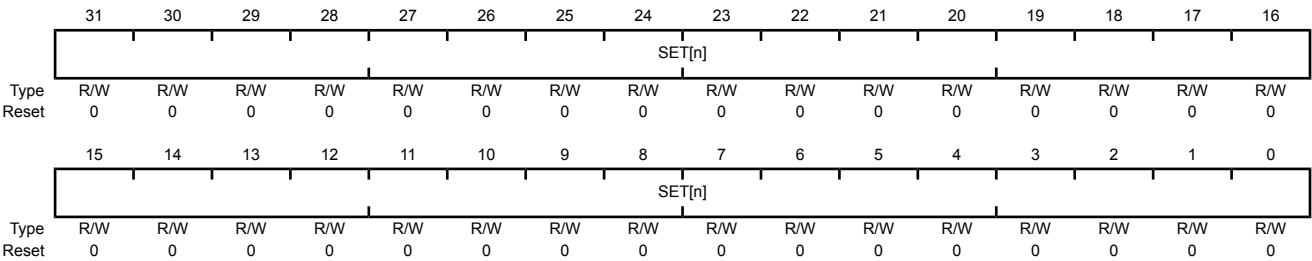 31 30 29 28 27 26 25 24 23 22 21 20 19 18 17 16
SET[n]
Type R/W R/W R/W R/W R/W R/W R/W R/W R/W R/W R/W R/W R/W R/W R/W R/W
Reset 0 0 0 0 0 0 0 0 0 0 0 0 0 0 0 0
15 14 13 12 11 10 9 8 7 6 5 4 3 2 1 0
SET[n]
Type R/W R/W R/W R/W R/W R/W R/W R/W R/W R/W R/W R/W R/W R/W R/W R/W
Reset 0 0 0 0 0 0 0 0 0 0 0 0 0 0 0 0